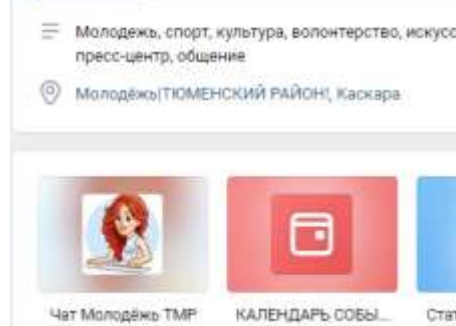 Молодежь, спорт, культура, волонтерство, искусс
пресс-центр, общение
Молодёжь|ТЮМЕНСКИЙ РАЙОН!, Каскара
Чат Молодёжь ТМР
КАЛЕНДАРЬ СОБЫ...
Стат